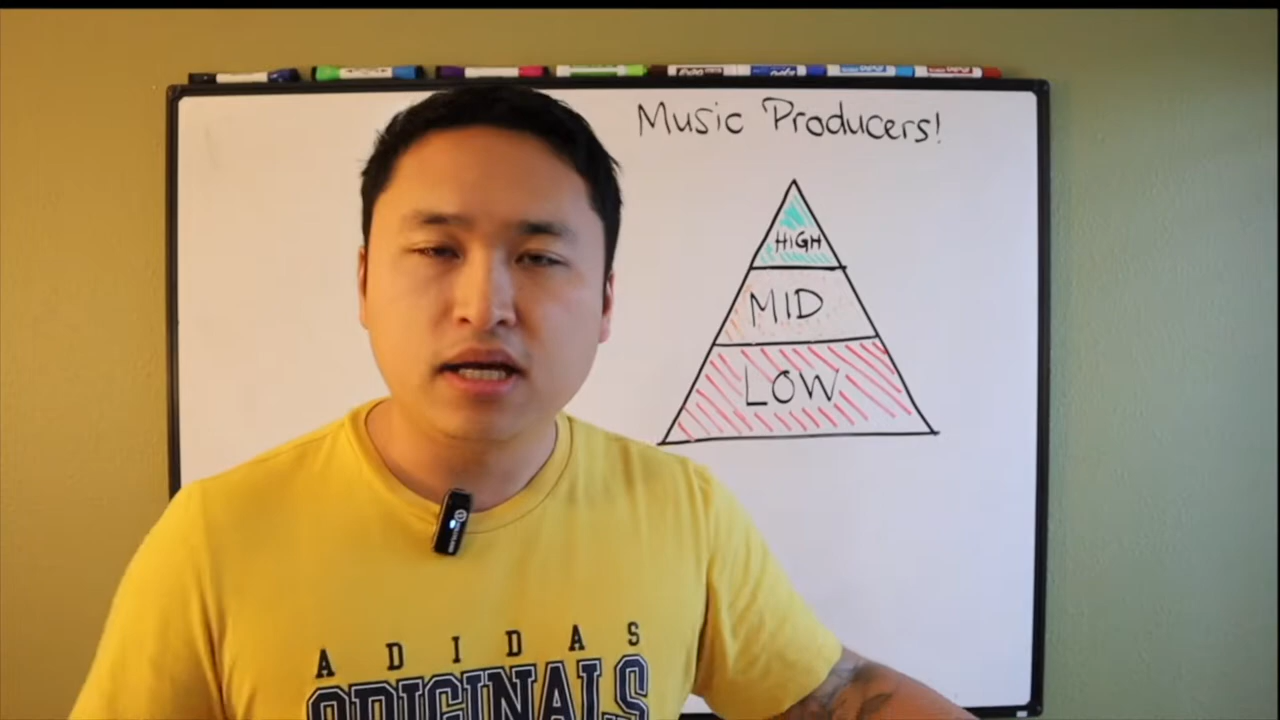 Music Producers!
HIGH
MID
LOW
ADIDAS
ORIGINALS